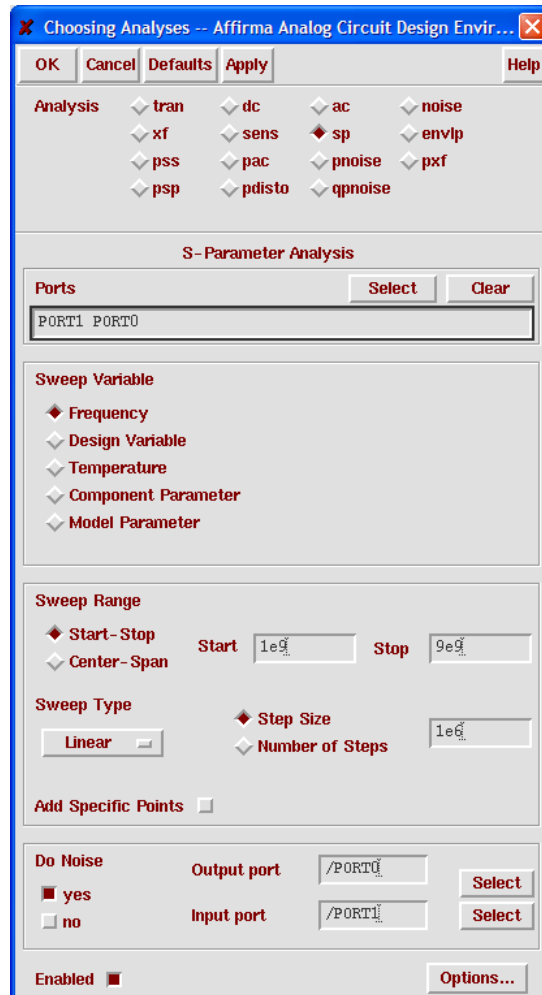 Choosing Analyses -- Affirma Analog Circuit Design Envir...
OK Cancel Defaults Apply Help
Analysis tran dc ac noise
xf sens sp envlp
pss pac pnoise pxf
psp pdisto qpnoise
S-Parameter Analysis
Ports Select Clear
PORT1 PORT0
Sweep Variable
Frequency
Design Variable
Temperature
Component Parameter
Model Parameter
Sweep Range
Start-Stop Start 1e9 Stop 9e9
Center-Span
Sweep Type
Step Size 1e6
Linear Number of Steps
Add Specific Points
Do Noise Output port /PORT0 Select
yes
no Input port /PORT1 Select
Enabled Options...